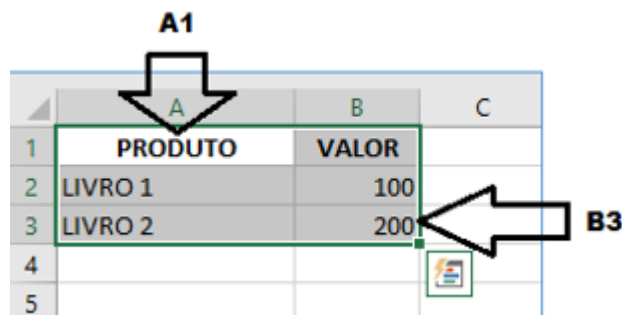 A1
A B C
1 PRODUTO VALOR
2 LIVRO 1 100
3 LIVRO 2 200 B3
4
5